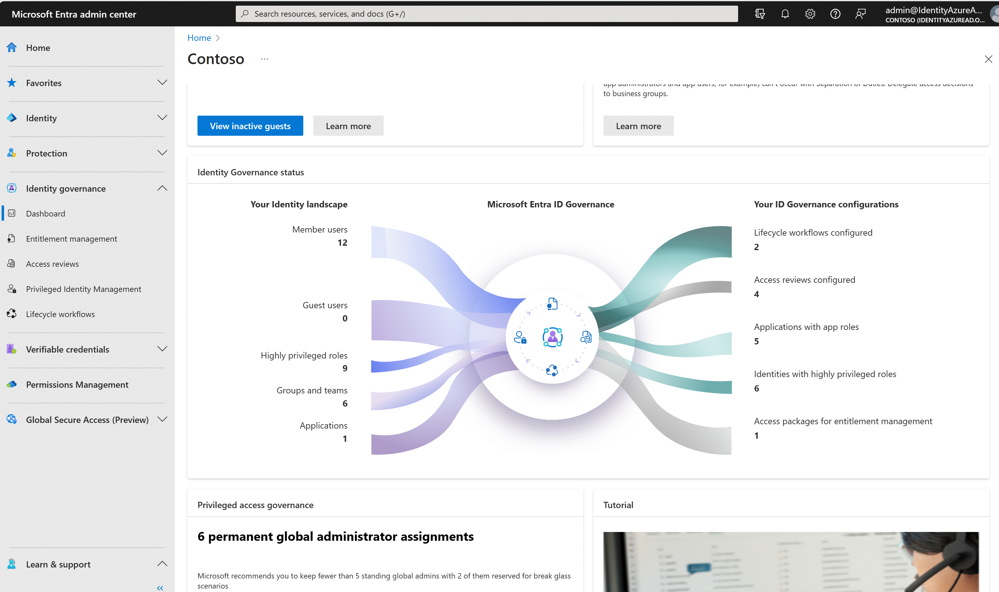 Microsoft Entra admin center
Search resources, services, and docs (G+/)
admin@IdentityAzureA...
CONTOSO (IDENTITYAZUREAD.O...
Home
Favorites
Identity
Protection
Identity governance
Dashboard
Entitlement management
Access reviews
Privileged Identity Management
Lifecycle workflows
Verifiable credentials
Permissions Management
Global Secure Access (Preview)
Learn & support
Home
Contoso
...
app administrators and app users, for example) can't occur with Separation of Duties. Delegate access decisions
to business groups.
View inactive guests
Learn more
Learn more
Identity Governance status
Your Identity landscape
Member users
12
Guest users
0
Highly privileged roles
9
Groups and teams
6
Applications
1
Microsoft Entra ID Governance
Your ID Governance configurations
Lifecycle workflows configured
2
Access reviews configured
4
Applications with app roles
5
Identities with highly privileged roles
6
Access packages for entitlement management
1
Privileged access governance
6 permanent global administrator assignments
Microsoft recommends you to keep fewer than 5 standing global admins with 2 of them reserved for break glass
scenarios
Tutorial